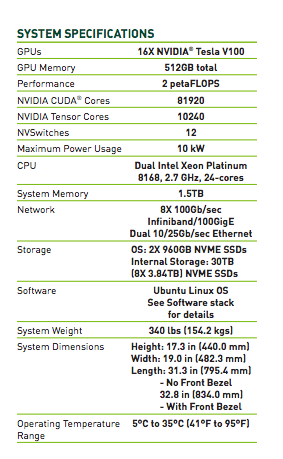 SYSTEM SPECIFICATIONS
GPUs 16X NVIDIA® Tesla V100
GPU Memory 512GB total
Performance 2 petaFLOPS
NVIDIA CUDA® Cores 81920
NVIDIA Tensor Cores 10240
NVSwitches 12
Maximum Power Usage 10 kW
CPU Dual Intel Xeon Platinum
8168, 2.7 GHz, 24-cores
System Memory 1.5TB
Network 8X 100Gb/sec
Infiniband/100GigE
Dual 10/25Gb/sec Ethernet
Storage OS: 2X 960GB NVME SSDs
Internal Storage: 30TB
(8X 3.84TB) NVME SSDs
Software Ubuntu Linux OS
See Software stack
for details
System Weight 340 lbs (154.2 kgs)
System Dimensions Height: 17.3 in (440.0 mm)
Width: 19.0 in (482.3 mm)
Length: 31.3 in (795.4 mm)
- No Front Bezel
32.8 in (834.0 mm)
- With Front Bezel
Operating Temperature 5°C to 35°C (41°F to 95°F)
Range